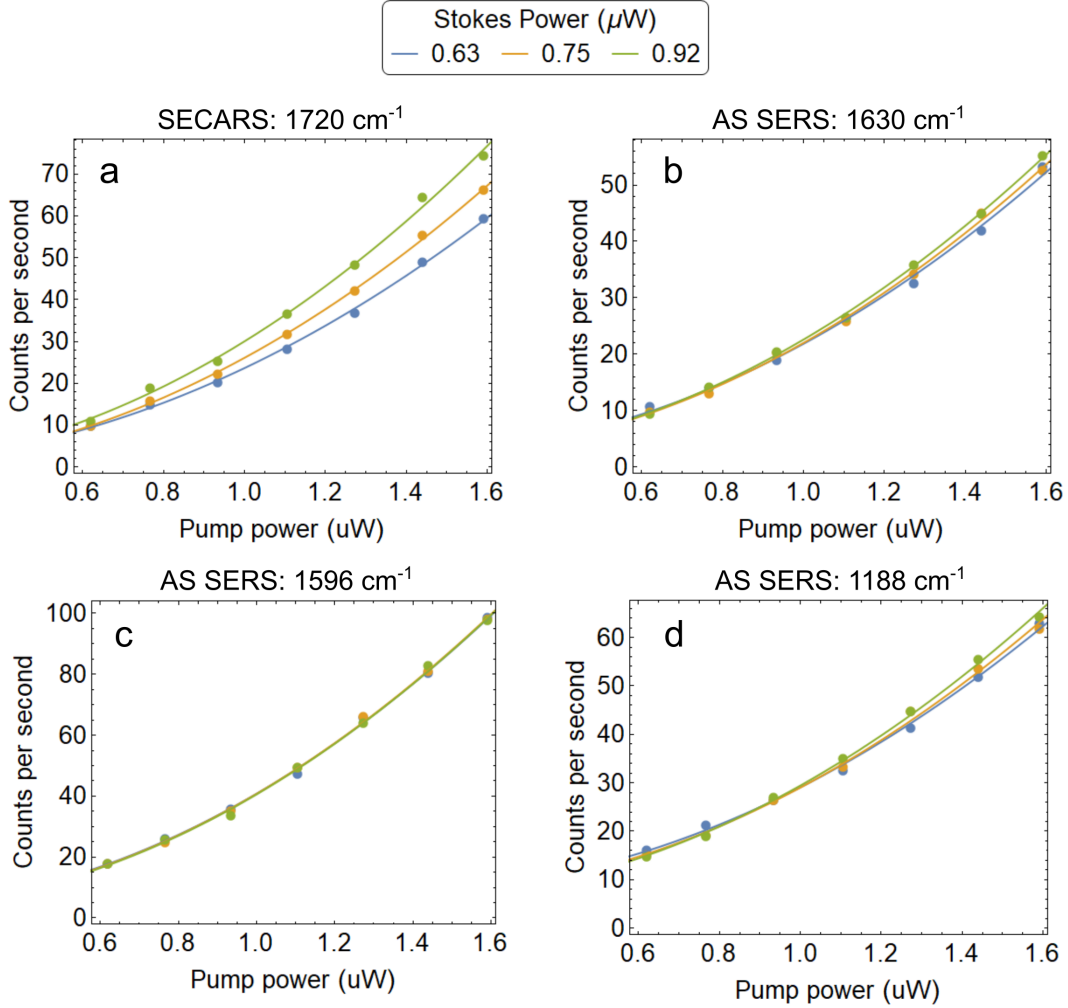 Stokes Power (μW)
0.63 0.75 0.92
SECARS: 1720 cm⁻¹
a
Counts per second
70
60
50
40
30
20
10
0
0.6 0.8 1.0 1.2 1.4 1.6
Pump power (uW)
AS SERS: 1630 cm⁻¹
b
Counts per second
50
40
30
20
10
0
0.6 0.8 1.0 1.2 1.4 1.6
Pump power (uW)
AS SERS: 1596 cm⁻¹
c
Counts per second
100
80
60
40
20
0
0.6 0.8 1.0 1.2 1.4 1.6
Pump power (uW)
AS SERS: 1188 cm⁻¹
d
Counts per second
60
50
40
30
20
10
0
0.6 0.8 1.0 1.2 1.4 1.6
Pump power (uW)